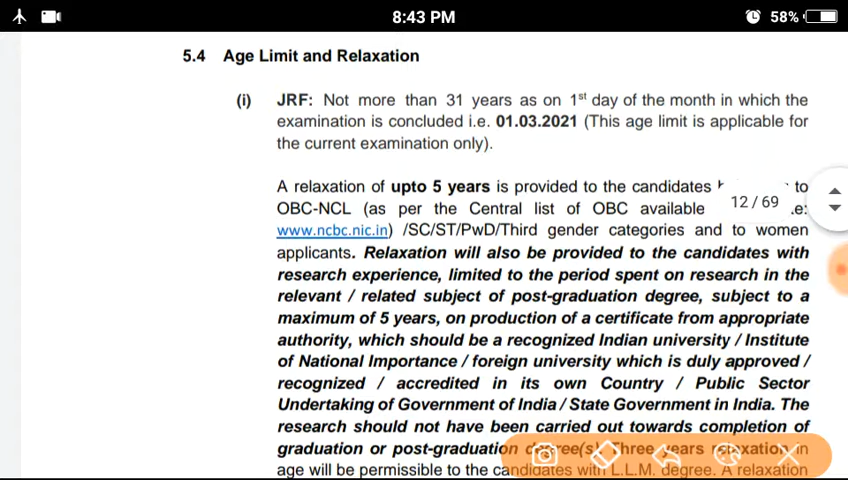 8:43 PM
58%
5.4 Age Limit and Relaxation
(i) JRF: Not more than 31 years as on 1st day of the month in which the
examination is concluded i.e. 01.03.2021 (This age limit is applicable for
the current examination only).
A relaxation of upto 5 years is provided to the candidates to
12 / 69
OBC-NCL (as per the Central list of OBC available
www.ncbc.nic.in) /SC/ST/PwD/Third gender categories and to women
applicants. Relaxation will also be provided to the candidates with
research experience, limited to the period spent on research in the
relevant / related subject of post-graduation degree, subject to a
maximum of 5 years, on production of a certificate from appropriate
authority, which should be a recognized Indian university / Institute
of National Importance / foreign university which is duly approved /
recognized / accredited in its own Country / Public Sector
Undertaking of Government of India / State Government in India. The
research should not have been carried out towards completion of
graduation or post-graduation degree(s). Three years relaxation in
age will be permissible to the candidates with L.L.M. degree. A relaxation